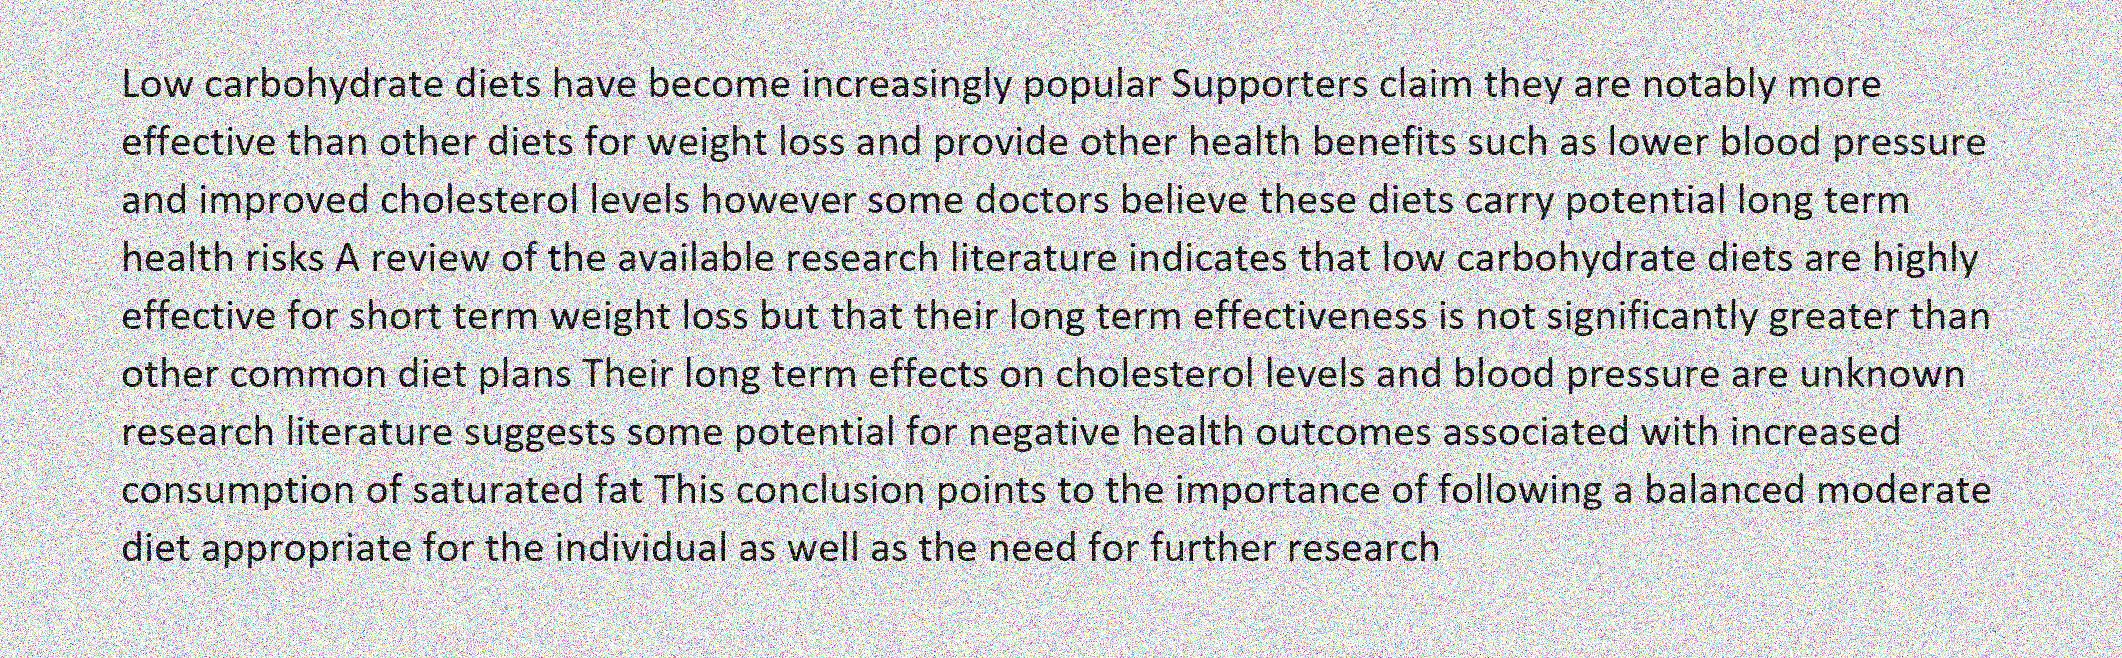 Low carbohydrate diets have become increasingly popular Supporters claim they are notably more
effective than other diets for weight loss and provide other health benefits such as lower blood pressure
and improved cholesterol levels however some doctors believe these diets carry potential long term
health risks A review of the available research literature indicates that low carbohydrate diets are highly
effective for short term weight loss but that their long term effectiveness is not significantly greater than
other common diet plans Their long term effects on cholesterol levels and blood pressure are unknown
research literature suggests some potential for negative health outcomes associated with increased
consumption of saturated fat This conclusion points to the importance of following a balanced moderate
diet appropriate for the individual as well as the need for further research